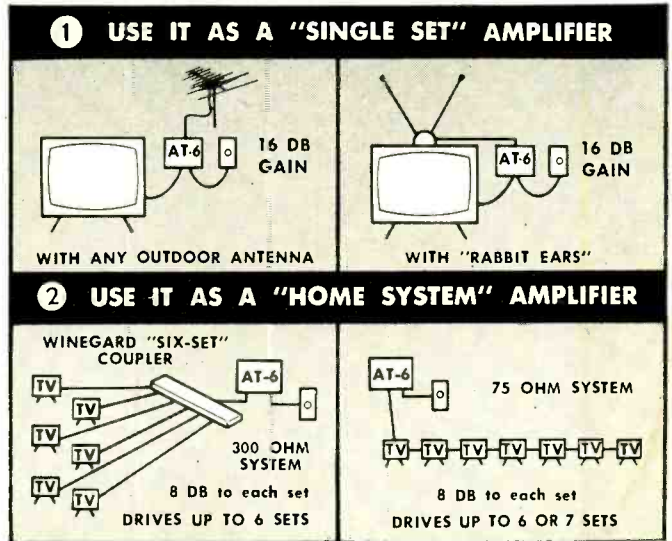 1 USE IT AS A "SINGLE SET" AMPLIFIER
AT-6
16 DB
GAIN
WITH ANY OUTDOOR ANTENNA
AT-6
16 DB
GAIN
WITH "RABBIT EARS"
2 USE IT AS A "HOME SYSTEM" AMPLIFIER
WINEGARD "SIX-SET"
COUPLER
AT-6
TV
TV
TV
TV
TV
TV
300 OHM
SYSTEM
8 DB to each set
DRIVES UP TO 6 SETS
AT-6
75 OHM SYSTEM
TV TV TV TV TV TV TV
8 DB to each set
DRIVES UP TO 6 OR 7 SETS